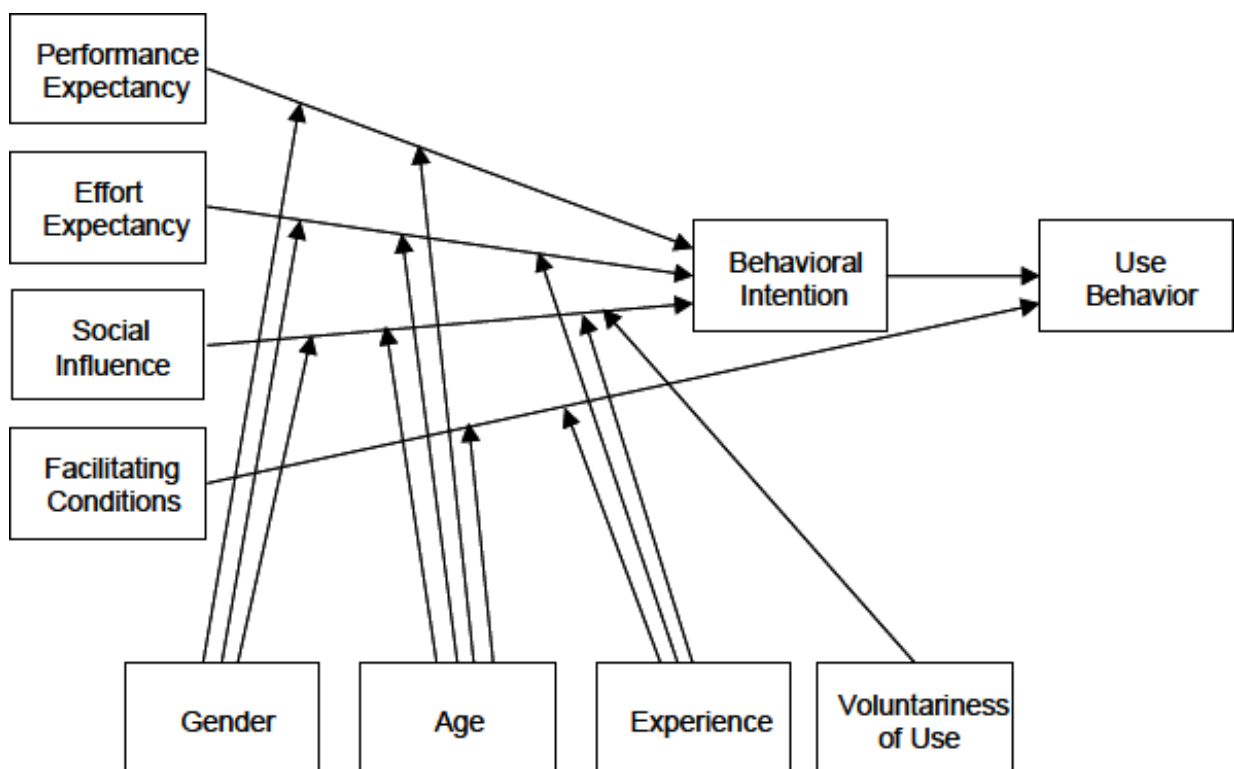 Performance
Expectancy
Effort
Expectancy
Social
Influence
Facilitating
Conditions
Behavioral
Intention
Use
Behavior
Gender
Age
Experience
Voluntariness
of Use